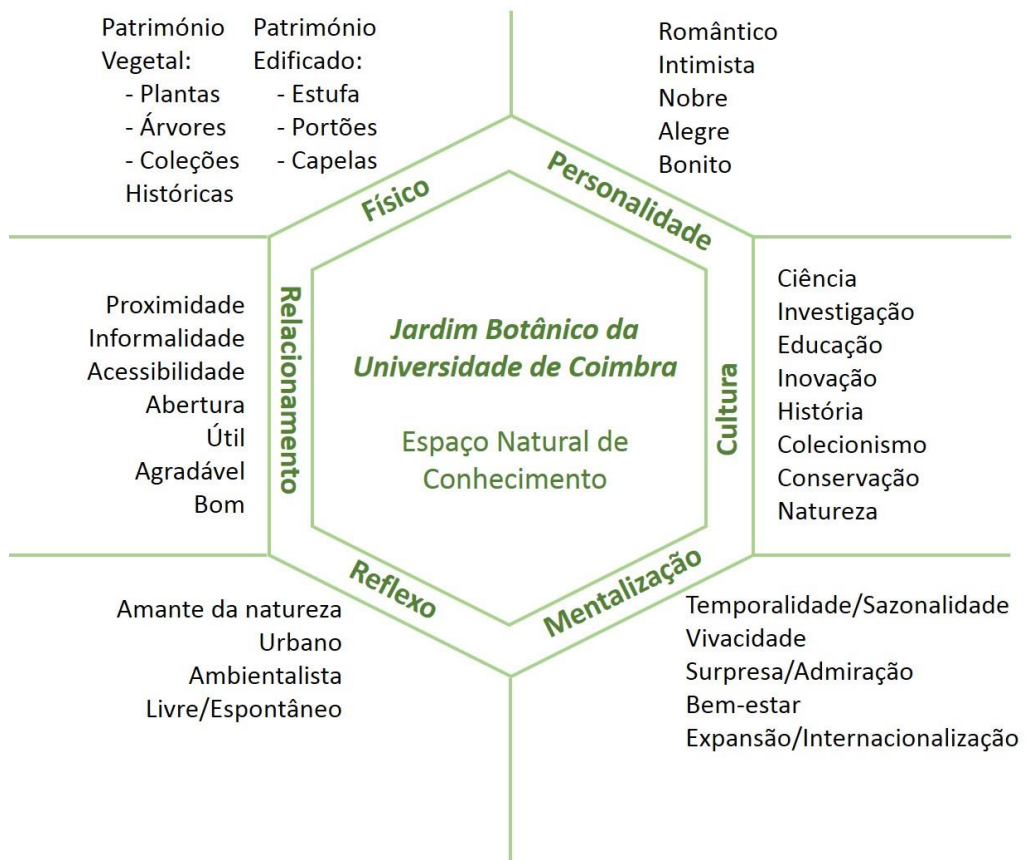 Património
Vegetal:
- Plantas
- Árvores
- Coleções
Históricas
Património
Edificado:
- Estufa
- Portões
- Capelas
Físico
Romântico
Intimista
Nobre
Alegre
Bonito
Personalidade
Proximidade
Informalidade
Acessibilidade
Abertura
Útil
Agradável
Bom
Relacionamento
Jardim Botânico da
Universidade de Coimbra
Espaço Natural de
Conhecimento
Cultura
Ciência
Investigação
Educação
Inovação
História
Colecionismo
Conservação
Natureza
Reflexo
Amante da natureza
Urbano
Ambientalista
Livre/Espontâneo
Mentalização
Temporalidade/Sazonalidade
Vivacidade
Surpresa/Admiração
Bem-estar
Expansão/Internacionalização